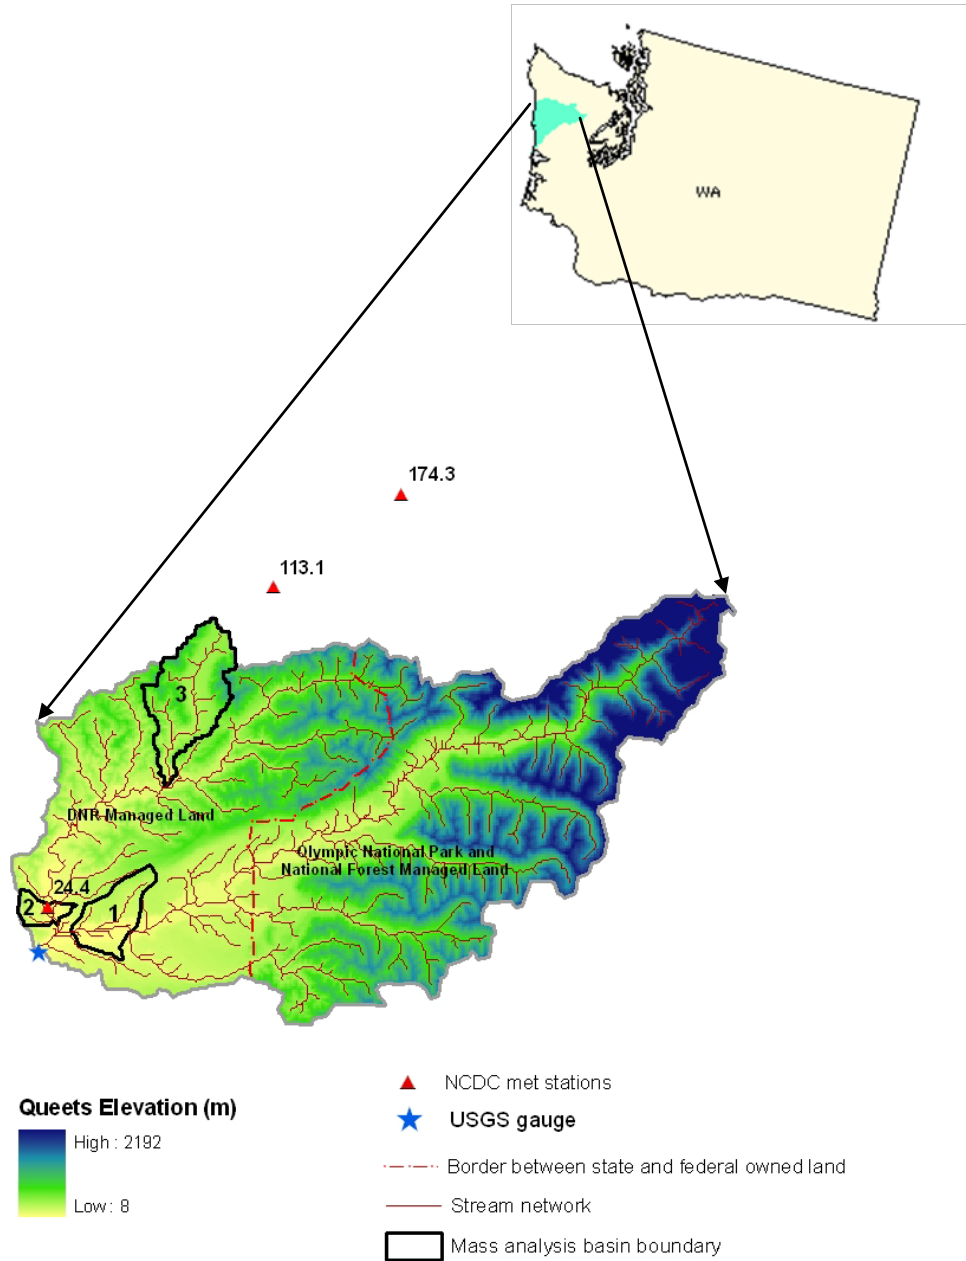 WA
174.3
113.1
3
DNR Managed Land
Olympic National Park and
National Forest Managed Land
24.4
2
1
NCDC met stations
Queets Elevation (m)
USGS gauge
High : 2192
Border between state and federal owned land
Low : 8
Stream network
Mass analysis basin boundary